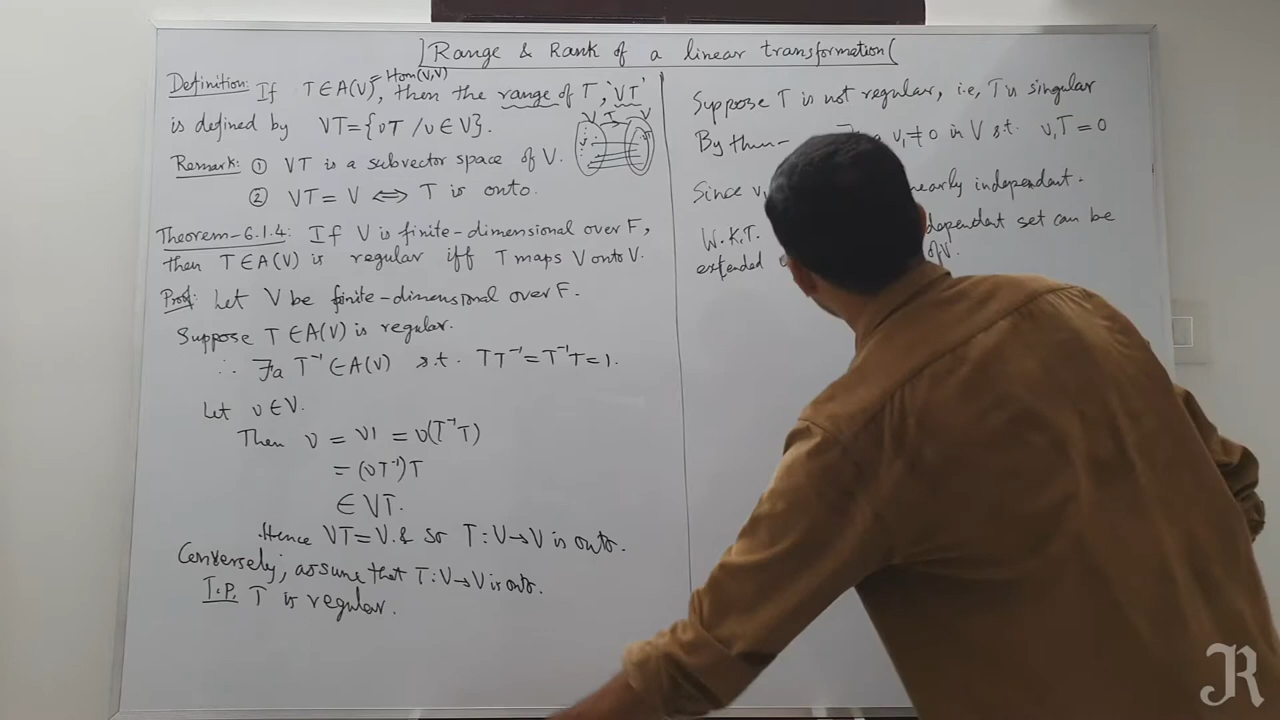 Range & Rank of a linear transformation
Definition: If T∈A(V), then the range of T, 'VT'
Hom(V,V)
is defined by VT={vT /v∈V}.
V T V
Remark: ① VT is a subvector space of V.
② VT=V ⟺ T is onto.
Theorem-6.1.4: If V is finite-dimensional over F,
then T∈A(V) is regular iff T maps V onto V.
Proof: Let V be finite-dimensional over F.
Suppose T∈A(V) is regular.
∴ ∃ a T⁻¹∈A(V) s.t. TT⁻¹=T⁻¹T=1.
Let v∈V.
Then v = v1 = v(T⁻¹T)
= (vT⁻¹)T
∈ VT.
Hence VT=V. & so T:V→V is onto.
Conversely, assume that T:V→V is onto.
T.P. T is regular.
Suppose T is not regular, i.e, T is singular
By thm- v₁≠0 in V s.t. v₁T=0
Since independent.
W.K.T. set can be
extended of V.
R